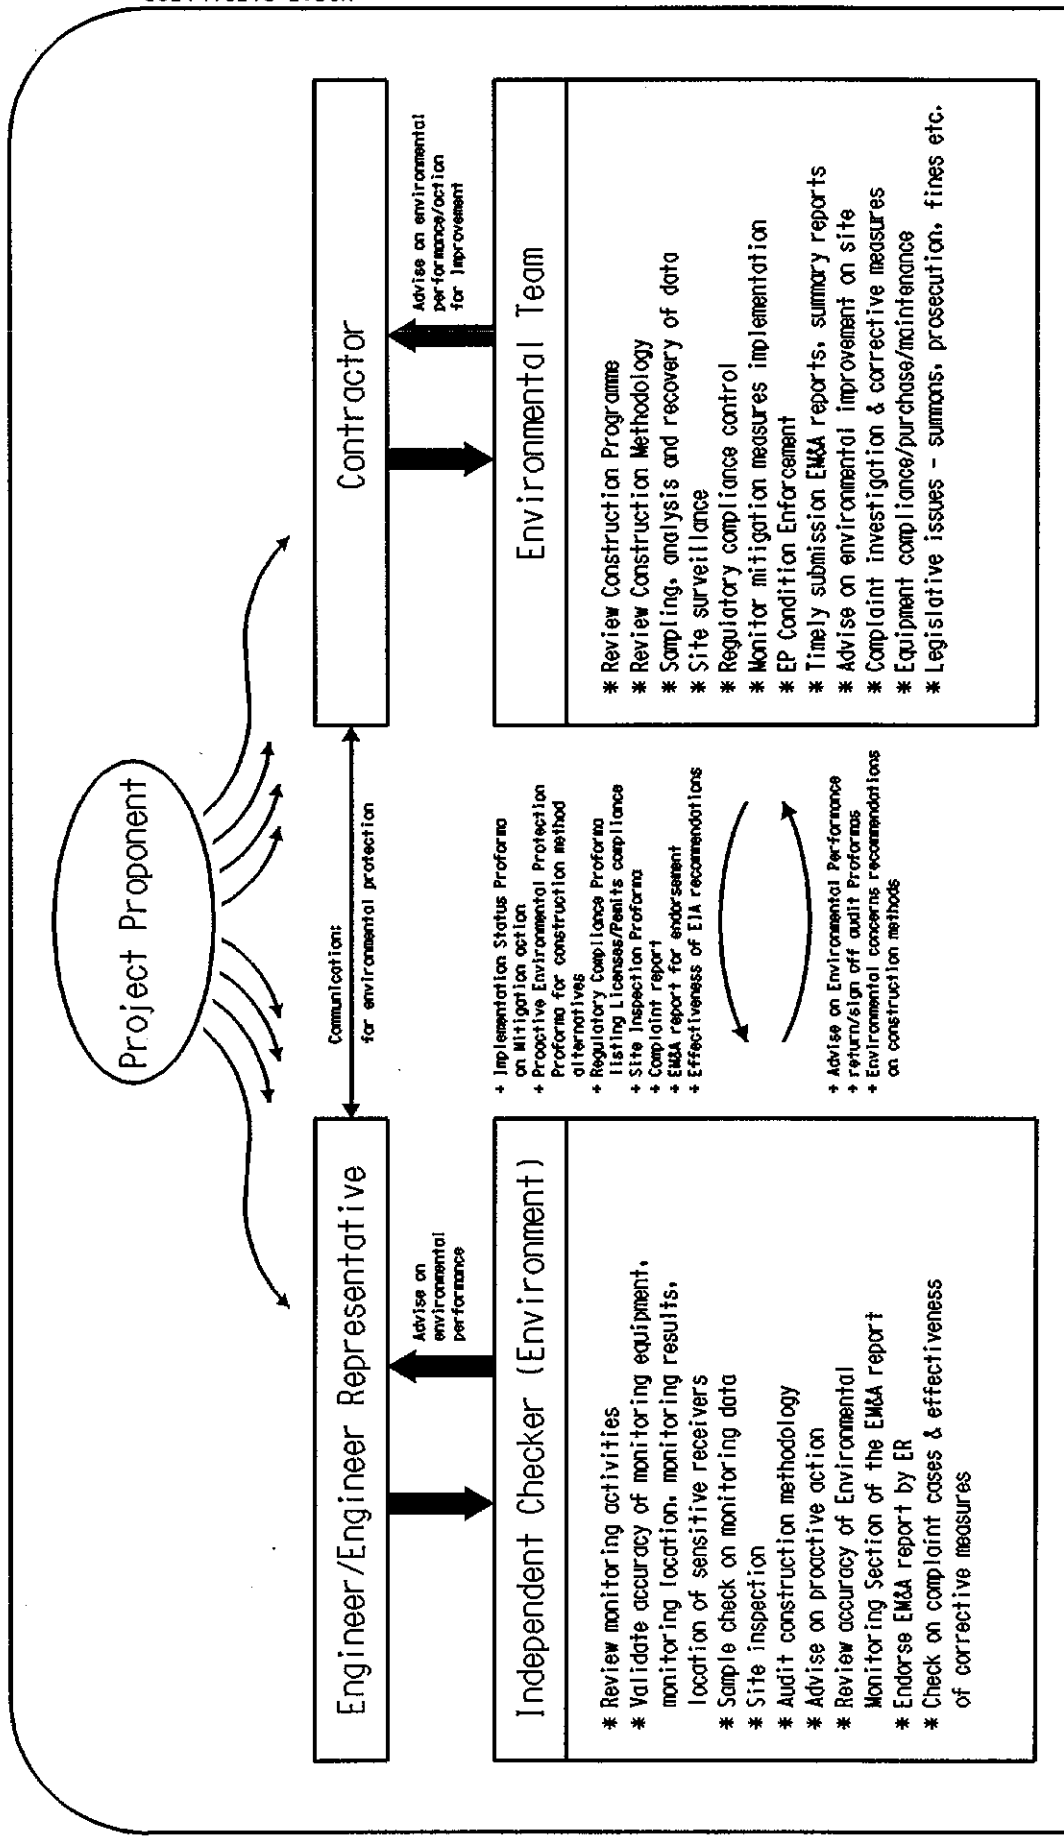 Project Proponent
Engineer/Engineer Representative
Communication:
for environmental protection
Contractor
Advise on
environmental
performance
Advise on environmental
performance/action
for Improvement
Independent Checker (Environment)
* Review monitoring activities
* Validate accuracy of monitoring equipment,
monitoring location, monitoring results,
location of sensitive receivers
* Sample check on monitoring data
* Site inspection
* Audit construction methodology
* Advise on proactive action
* Review accuracy of Environmental
Monitoring Section of the EM&A report
* Endorse EM&A report by ER
* Check on complaint cases & effectiveness
of corrective measures
+ Implementation Status Proforma
on Mitigation action
+ Proactive Environmental Protection
Proforma for construction method
alternatives
+ Regulatory Compliance Proforma
listing Licenses/Pemits compliance
+ Site Inspection Proforma
+ Complaint report
+ EM&A report for endorsement
+ Effectiveness of EIA recommendations
+ Advise on Environmental Performance
+ return/sign off audit Proformas
+ Environmental concerns recommendations
on construction methods
Environmental Team
* Review Construction Programme
* Review Construction Methodology
* Sampling, analysis and recovery of data
* Site surveillance
* Regulatory compliance control
* Monitor mitigation measures implementation
* EP Condition Enforcement
* Timely submission EM&A reports, summary reports
* Advise on environmental improvement on site
* Complaint investigation & corrective measures
* Equipment compliance/purchase/maintenance
* Legislative issues - summons, prosecution, fines etc.